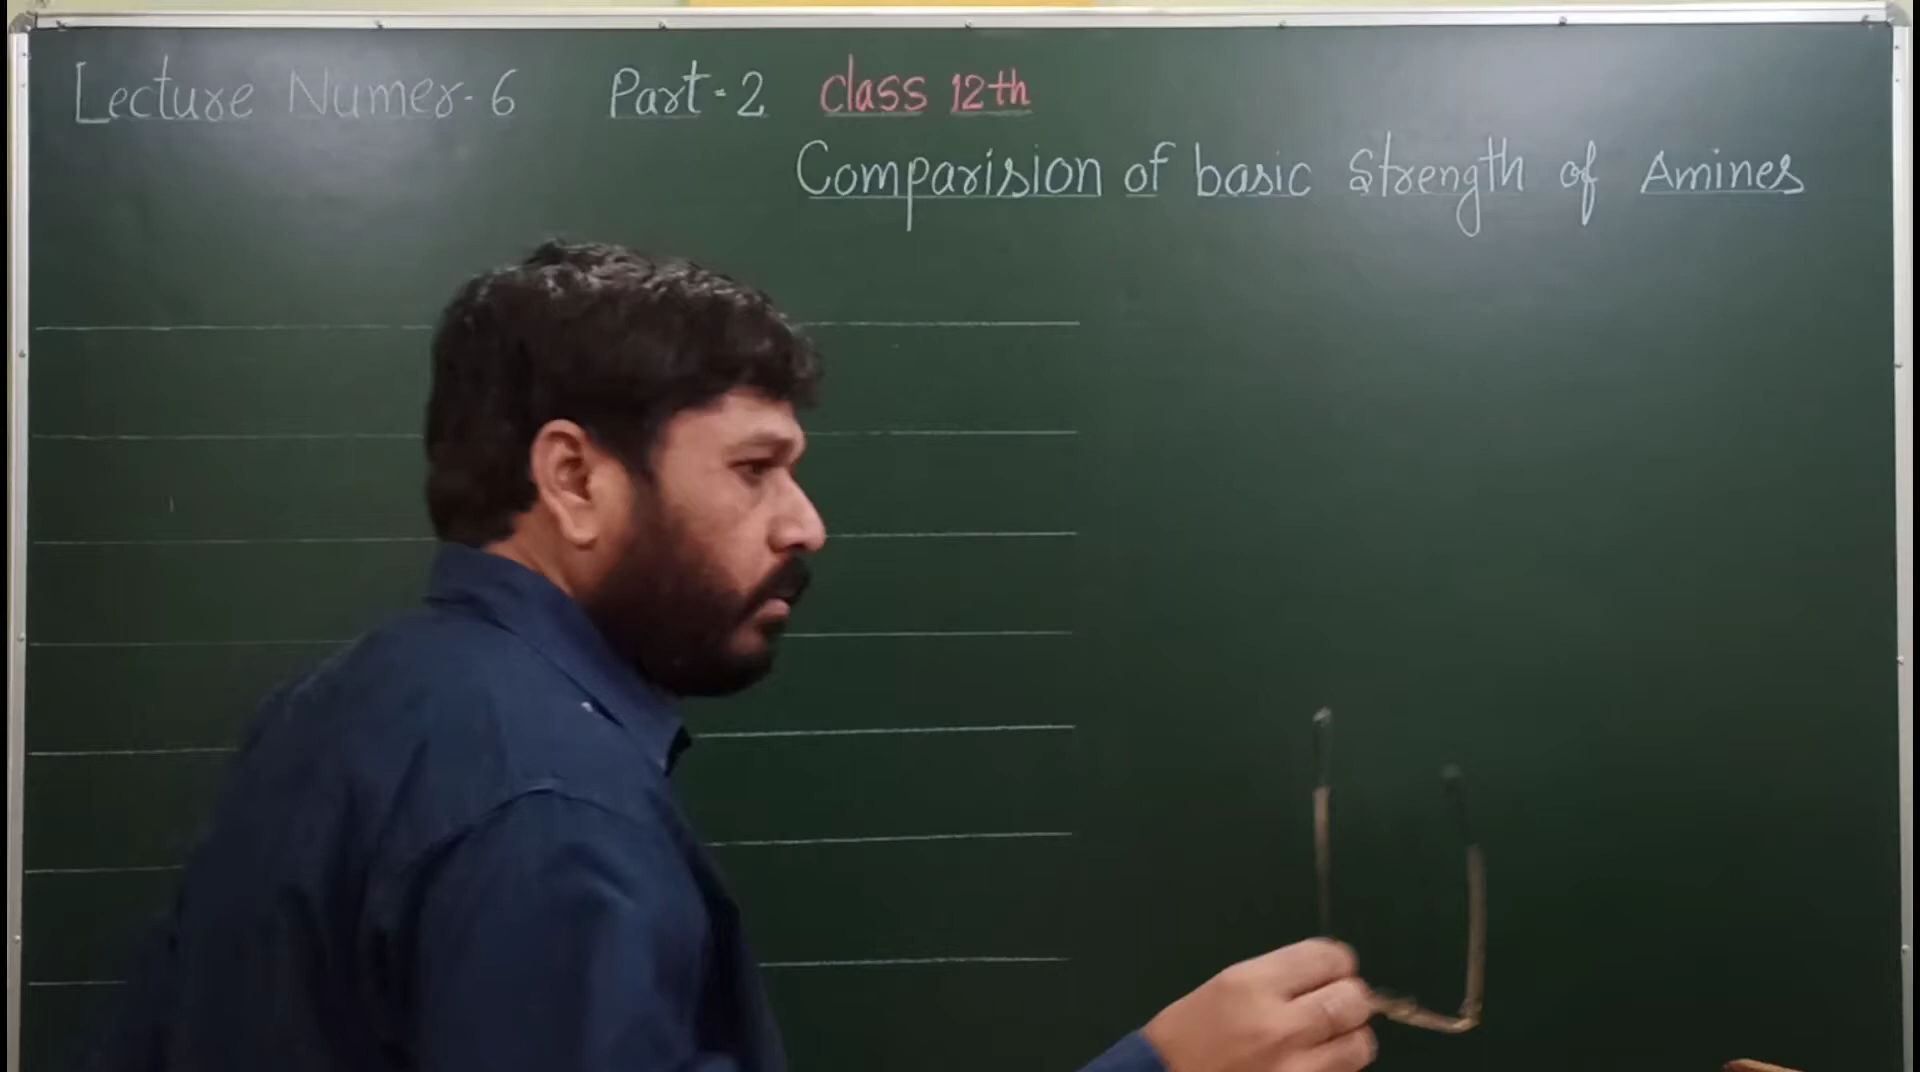 Lecture Numer-6 Part-2 class 12th
Comparision of basic Strength of Amines